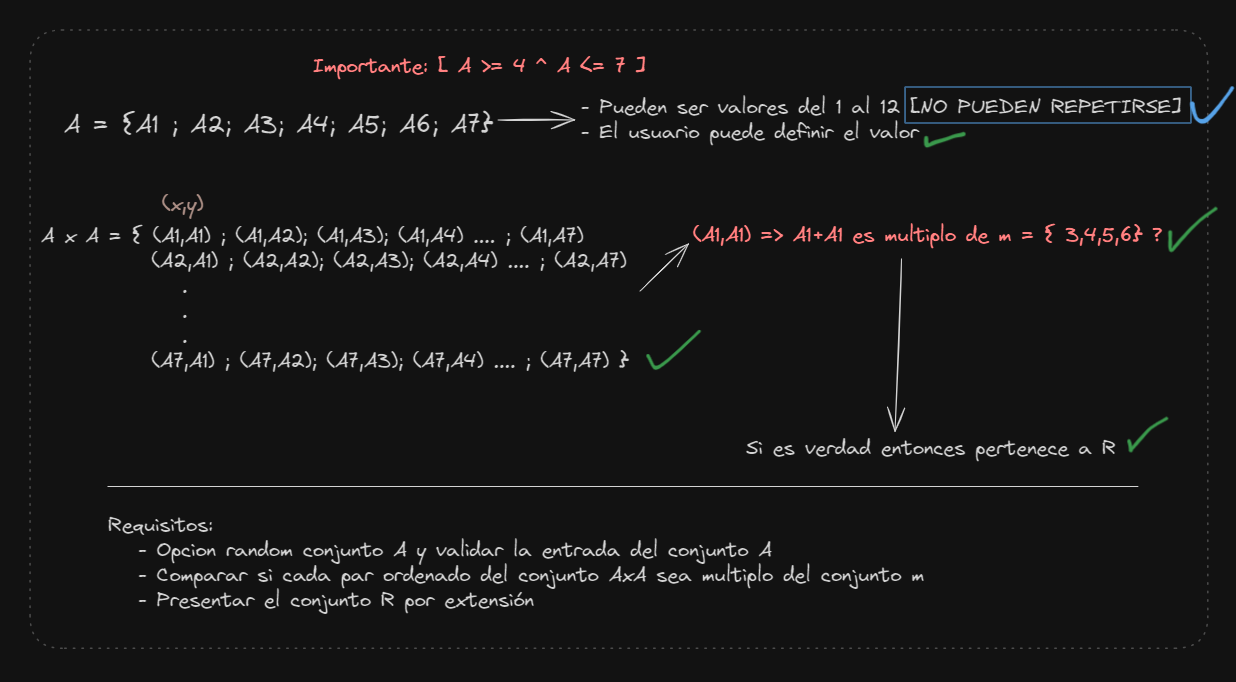 Importante: [ A >= 4 ^ A <= 7 ]
A = {A1 ; A2; A3; A4; A5; A6; A7}
- Pueden ser valores del 1 al 12 [NO PUEDEN REPETIRSE]
- El usuario puede definir el valor
(x,y)
A x A = { (A1,A1) ; (A1,A2); (A1,A3); (A1,A4) .... ; (A1,A7)
(A2,A1) ; (A2,A2); (A2,A3); (A2,A4) .... ; (A2,A7)
.
.
.
(A7,A1) ; (A7,A2); (A7,A3); (A7,A4) .... ; (A7,A7) }
(A1,A1) => A1+A1 es multiplo de m = { 3,4,5,6} ?
Si es verdad entonces pertenece a R
Requisitos:
- Opcion random conjunto A y validar la entrada del conjunto A
- Comparar si cada par ordenado del conjunto AxA sea multiplo del conjunto m
- Presentar el conjunto R por extensión